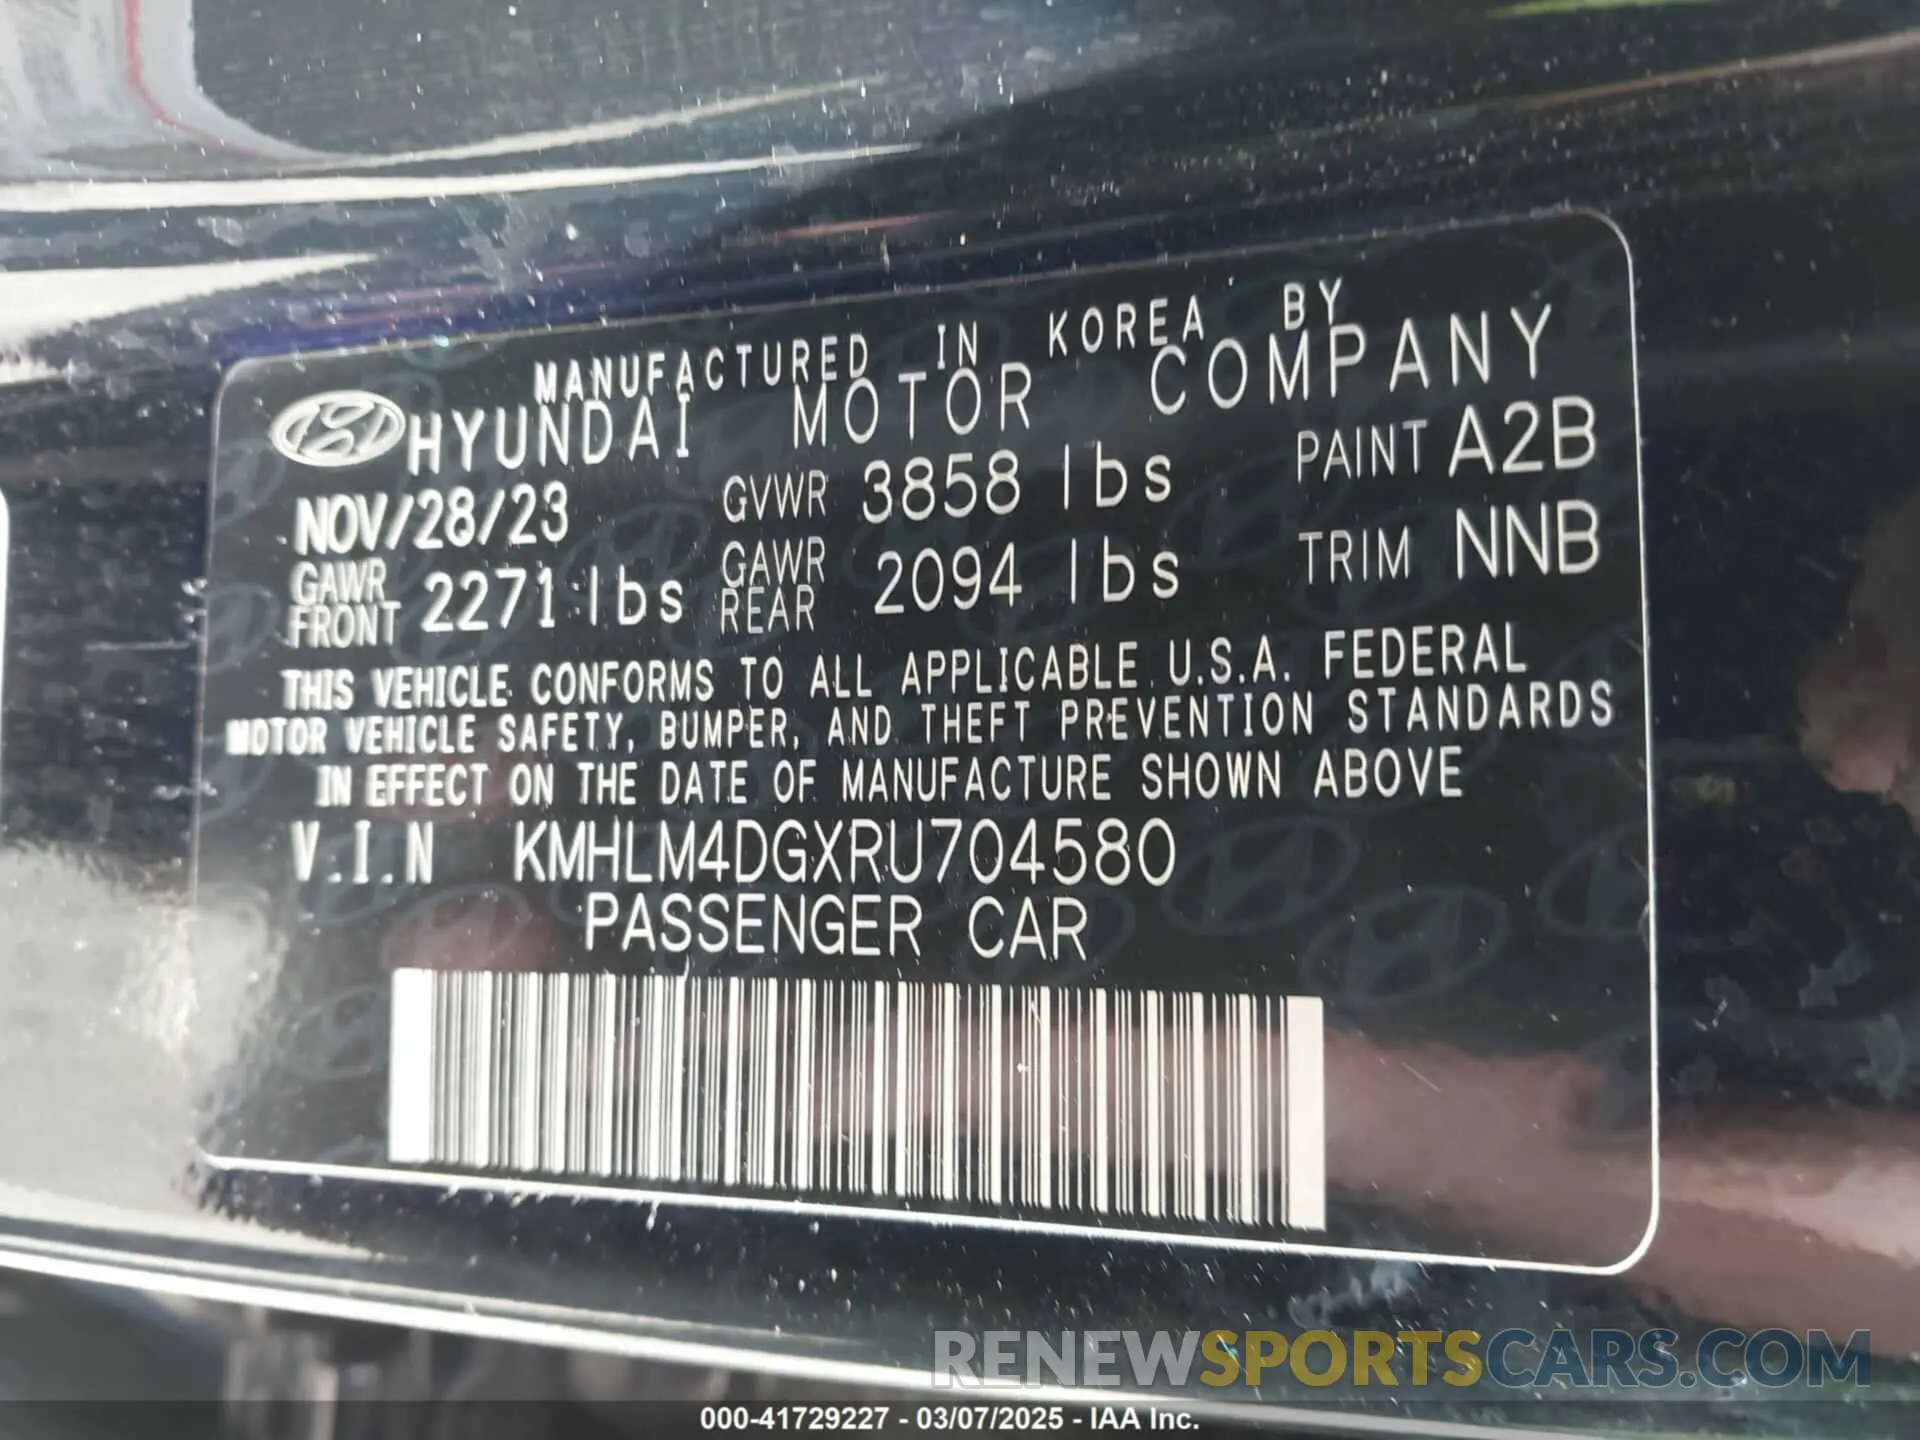 MANUFACTURED IN KOREA BY
HYUNDAI MOTOR COMPANY
NOV/28/23 GVWR 3858 lbs PAINT A2B
GAWR FRONT 2271 lbs GAWR REAR 2094 lbs TRIM NNB
THIS VEHICLE CONFORMS TO ALL APPLICABLE U.S.A. FEDERAL
MOTOR VEHICLE SAFETY, BUMPER, AND THEFT PREVENTION STANDARDS
IN EFFECT ON THE DATE OF MANUFACTURE SHOWN ABOVE
V.I.N KMHLM4DGXRU704580
PASSENGER CAR
RENEWSPORTSCARS.COM
000-41729227 - 03/07/2025 - IAA Inc.